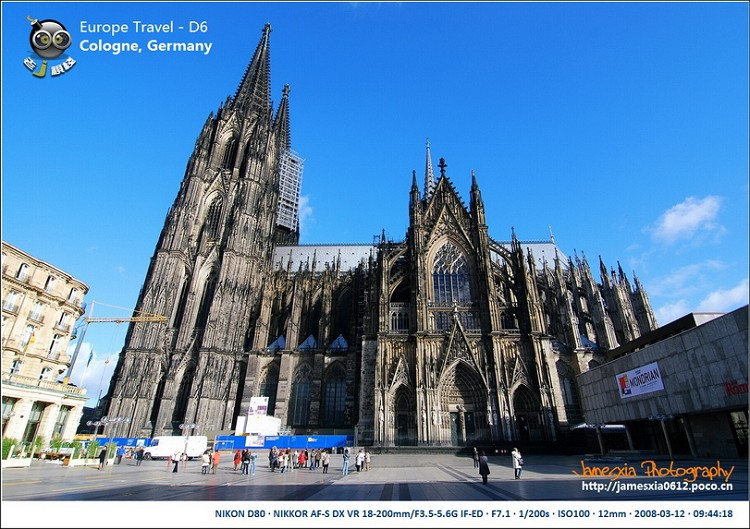 Europe Travel - D6
Cologne, Germany
MONDRIAN
Jamesxia Photography
http://jamesxia0612.poco.cn
NIKON D80 · NIKKOR AF-S DX VR 18-200mm/F3.5-5.6G IF-ED · F7.1 · 1/200s · ISO100 · 12mm · 2008-03-12 · 09:44:18